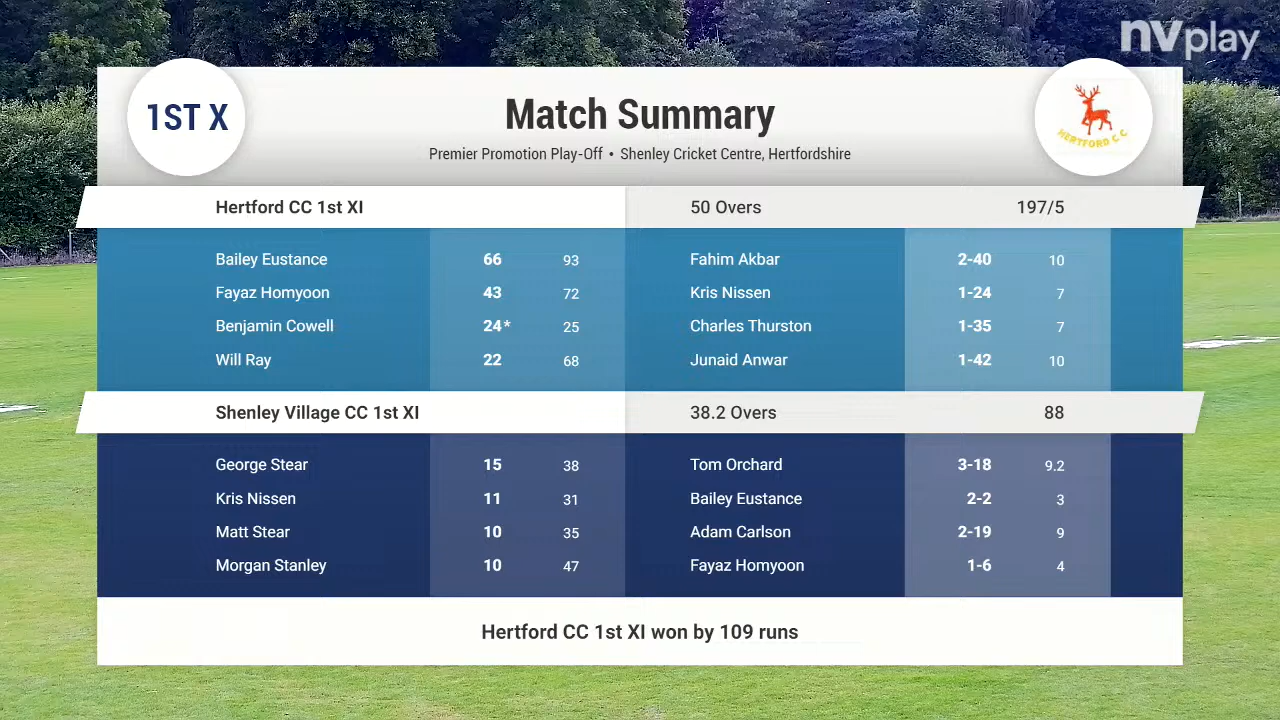 nvplay
1ST X
Match Summary
HERTFORD C.C
Premier Promotion Play-Off • Shenley Cricket Centre, Hertfordshire
Hertford CC 1st XI 50 Overs 197/5
Bailey Eustance 66 93 Fahim Akbar 2-40 10
Fayaz Homyoon 43 72 Kris Nissen 1-24 7
Benjamin Cowell 24* 25 Charles Thurston 1-35 7
Will Ray 22 68 Junaid Anwar 1-42 10
Shenley Village CC 1st XI 38.2 Overs 88
George Stear 15 38 Tom Orchard 3-18 9.2
Kris Nissen 11 31 Bailey Eustance 2-2 3
Matt Stear 10 35 Adam Carlson 2-19 9
Morgan Stanley 10 47 Fayaz Homyoon 1-6 4
Hertford CC 1st XI won by 109 runs